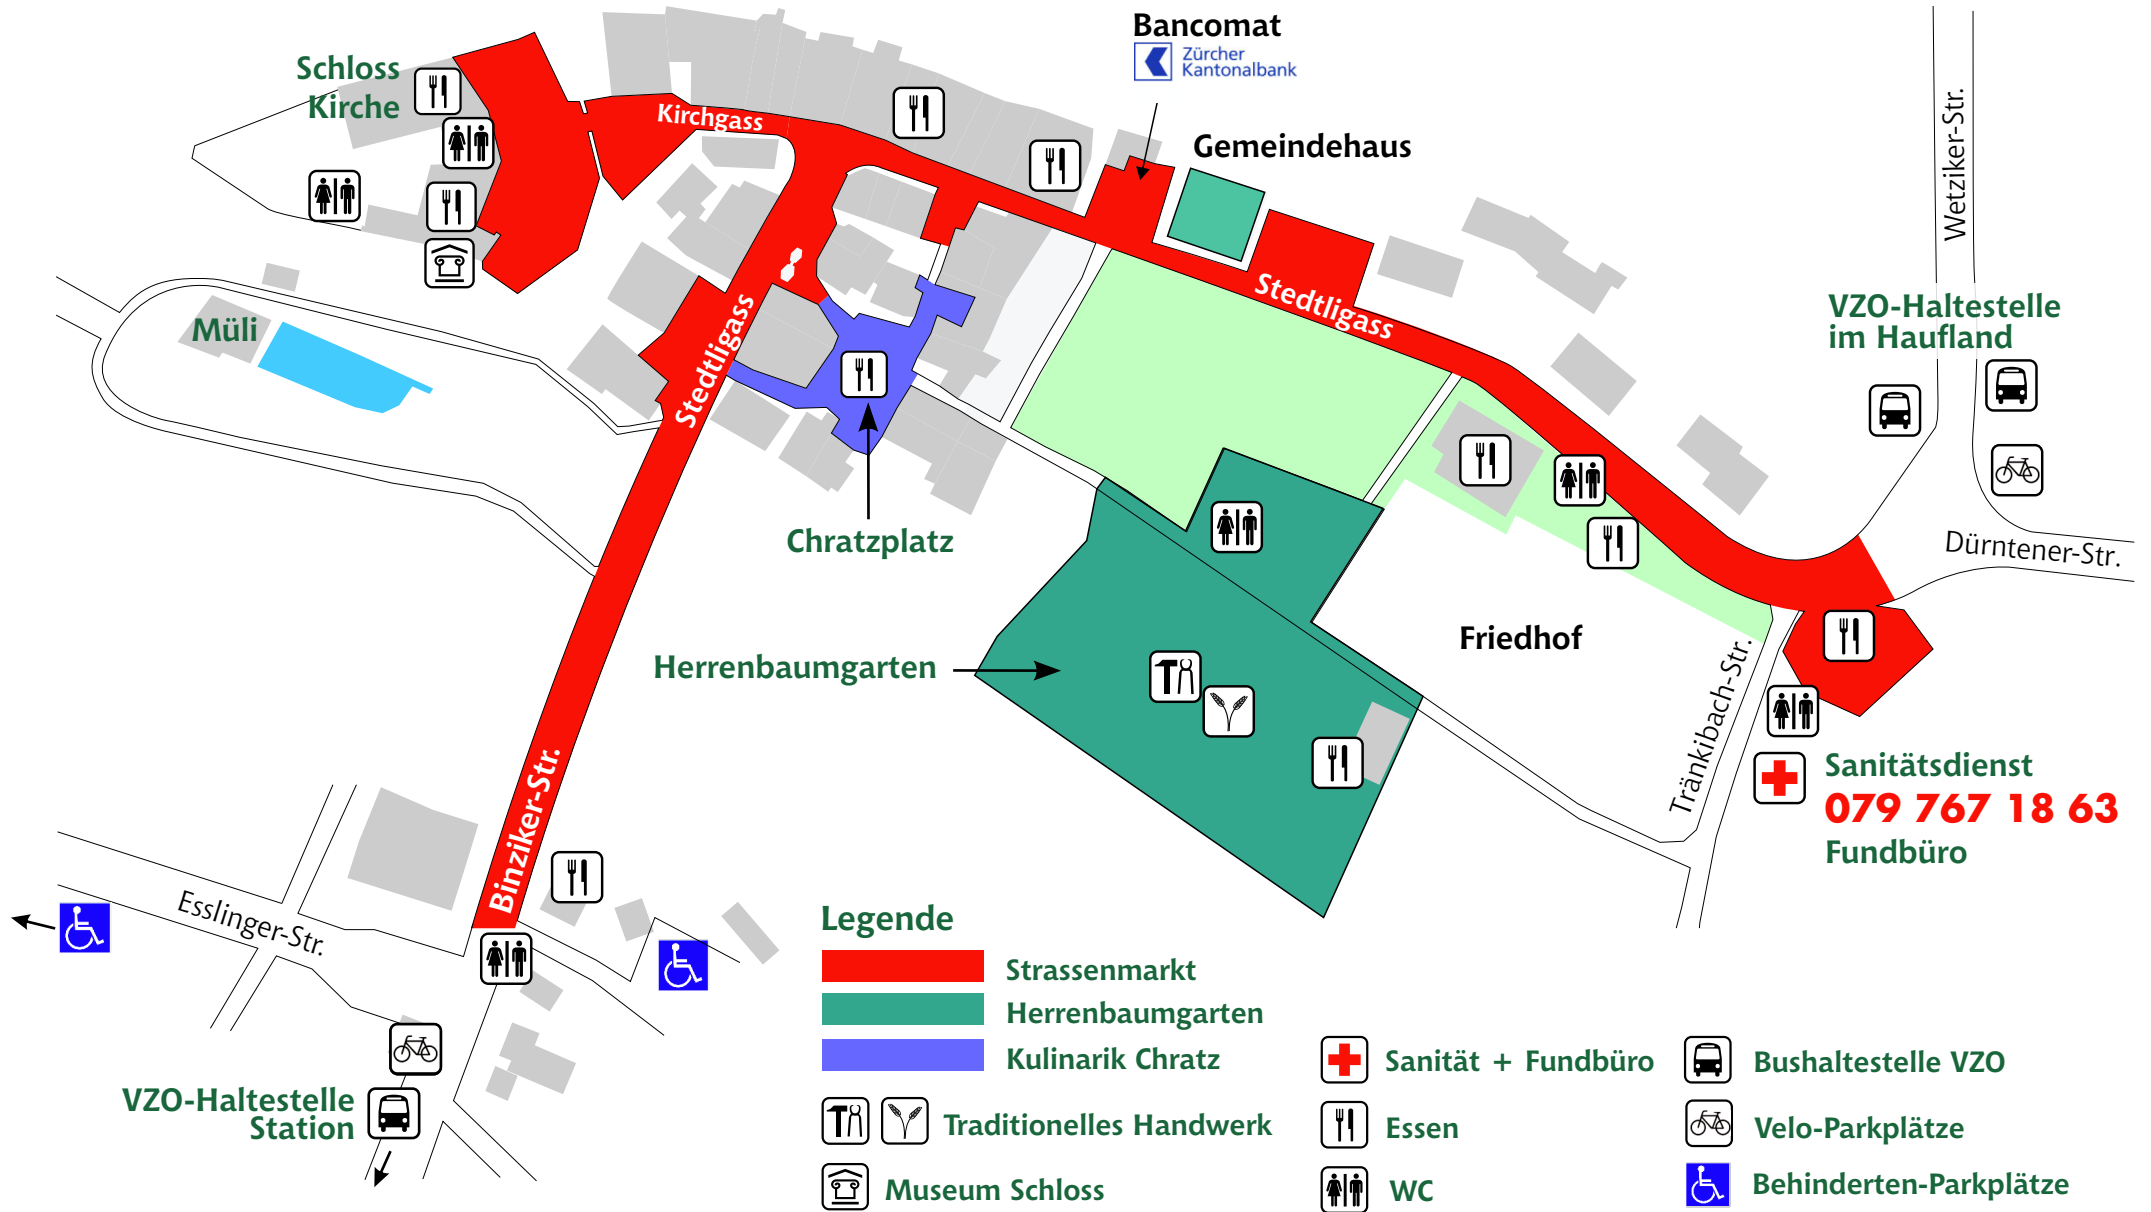 Bancomat
Zürcher
Kantonalbank
Schloss
Kirche
Kirchgass
Gemeindehaus
Wetziker-Str.
Stedtligass
VZO-Haltestelle
im Haufland
Müli
Stedtligass
Chratzplatz
Dürntener-Str.
Friedhof
Herrenbaumgarten
Tränkibach-Str.
Sanitätsdienst
079 767 18 63
Fundbüro
Binziker-Str.
Esslinger-Str.
VZO-Haltestelle
Station
Legende
Strassenmarkt
Herrenbaumgarten
Kulinarik Chratz
Traditionelles Handwerk
Museum Schloss
Sanität + Fundbüro
Essen
WC
Bushaltestelle VZO
Velo-Parkplätze
Behinderten-Parkplätze